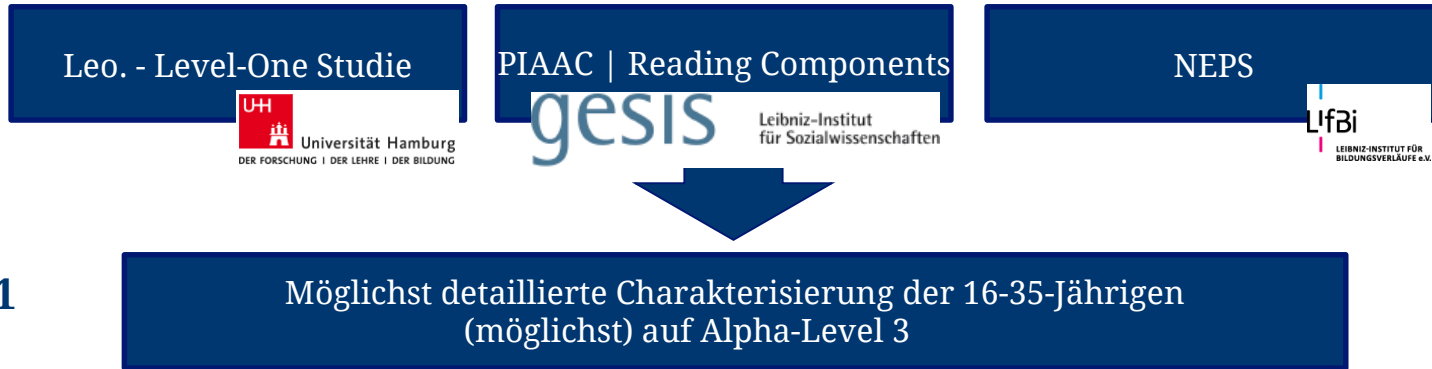 Leo. - Level-One Studie
UH
Universität Hamburg
DER FORSCHUNG I DER LEHRE I DER BILDUNG
PIAAC | Reading Components
gesis
Leibniz-Institut
für Sozialwissenschaften
NEPS
LIfBi
LEIBNIZ-INSTITUT FÜR
BILDUNGSVERLÄUFE e.V.
1
Möglichst detaillierte Charakterisierung der 16-35-Jährigen
(möglichst) auf Alpha-Level 3